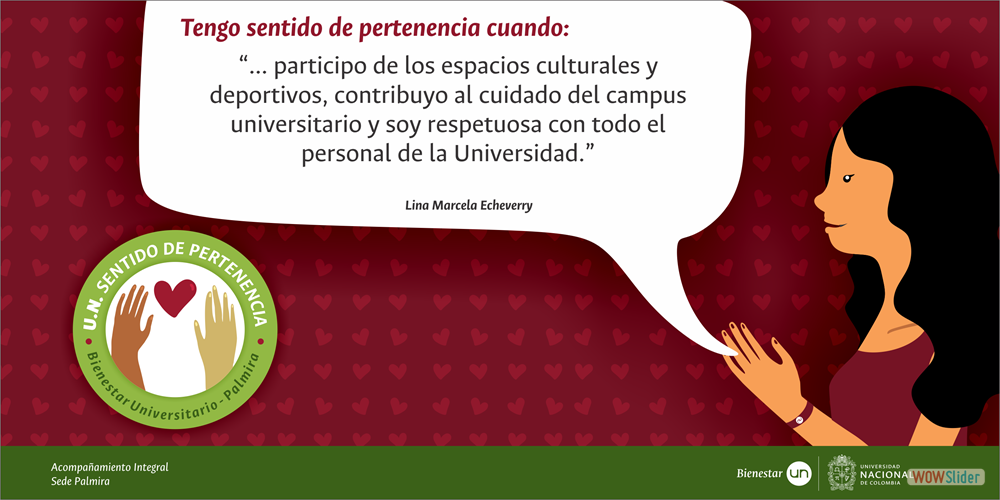 Tengo sentido de pertenencia cuando:
“... participo de los espacios culturales y
deportivos, contribuyo al cuidado del campus
universitario y soy respetuosa con todo el
personal de la Universidad.”
Lina Marcela Echeverry
U.N. SENTIDO DE PERTENENCIA
Bienestar Universitario - Palmira
Acompañamiento Integral
Sede Palmira
Bienestar un
UNIVERSIDAD
NACIONAL
DE COLOMBIA
WOWSlider